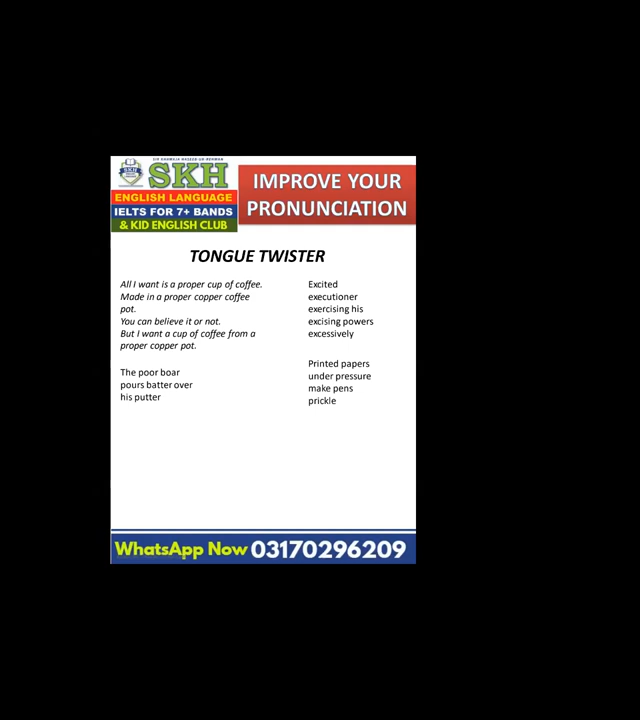 SIR KHAWAJA NAZEER-UR-REHMAN
SKH
ENGLISH LANGUAGE
IELTS FOR 7+ BANDS
& KID ENGLISH CLUB
IMPROVE YOUR
PRONUNCIATION
TONGUE TWISTER
All I want is a proper cup of coffee.
Made in a proper copper coffee
pot.
You can believe it or not.
But I want a cup of coffee from a
proper copper pot.
The poor boar
pours batter over
his putter
Excited
executioner
exercising his
excising powers
excessively
Printed papers
under pressure
make pens
prickle
WhatsApp Now 03170296209